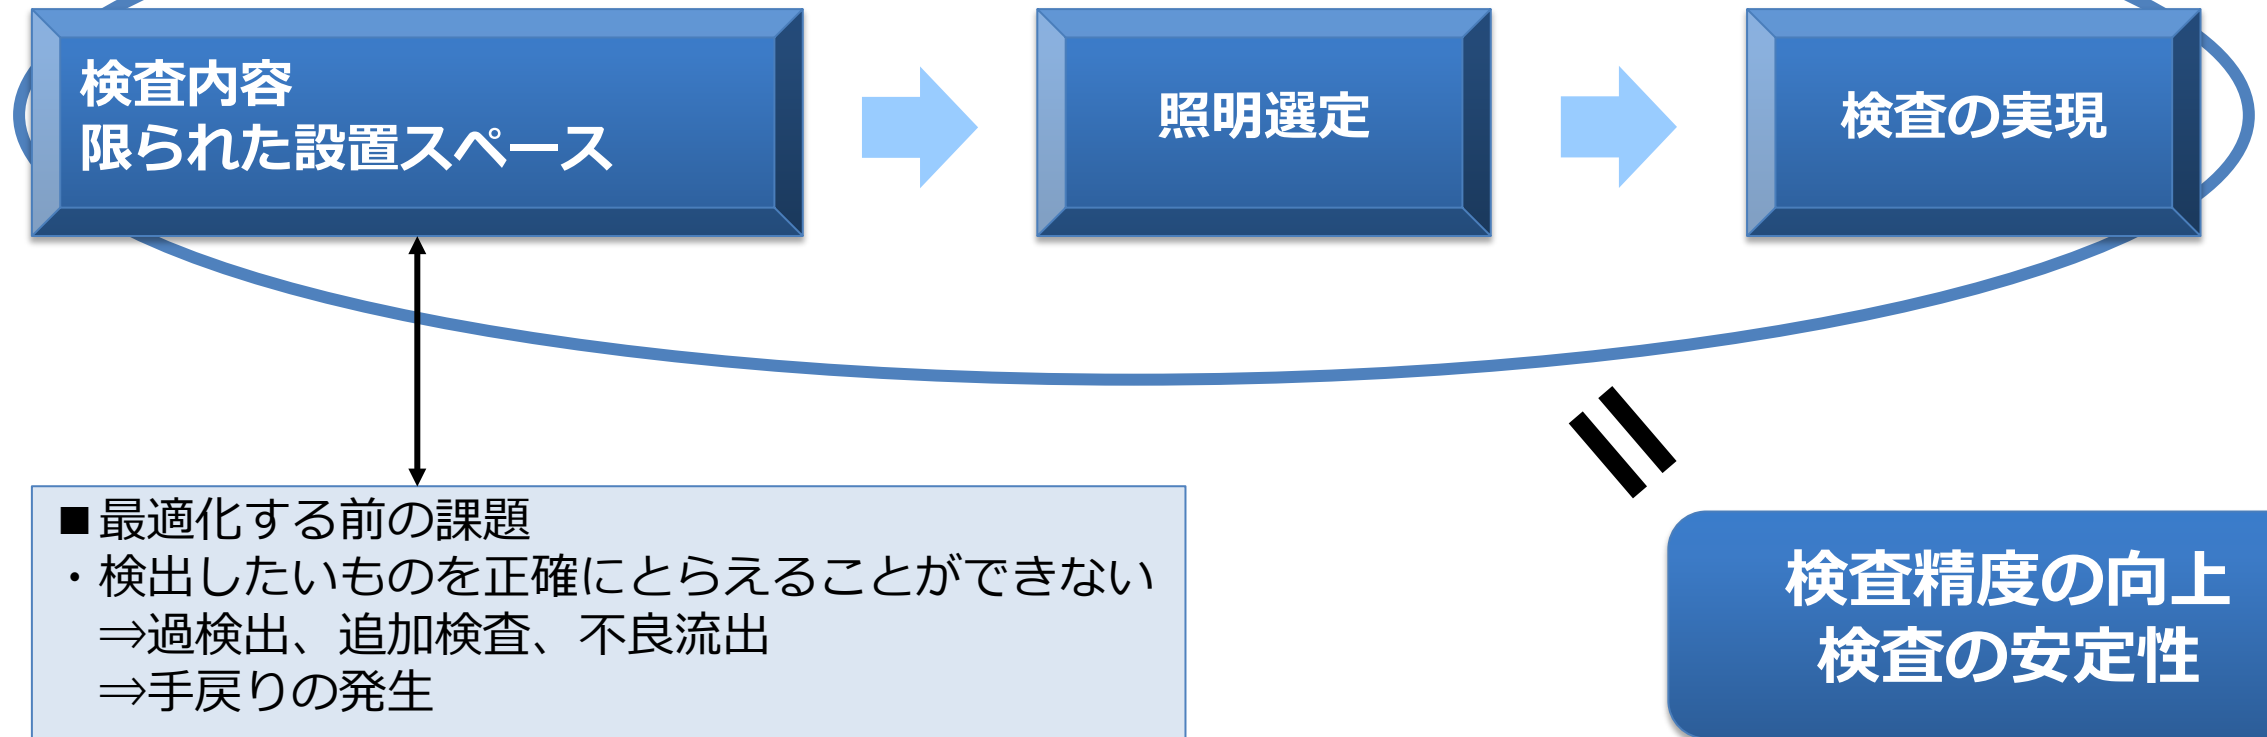 検査内容
限られた設置スペース
照明選定
検査の実現
■最適化する前の課題
・検出したいものを正確にとらえることができない
⇒過検出、追加検査、不良流出
⇒手戻りの発生
検査精度の向上
検査の安定性